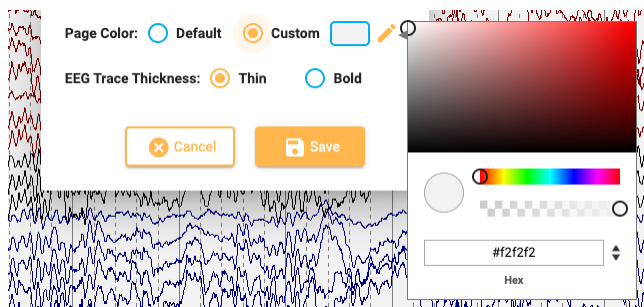 Page Color: Default Custom
EEG Trace Thickness: Thin Bold
Cancel Save
#f2f2f2
Hex